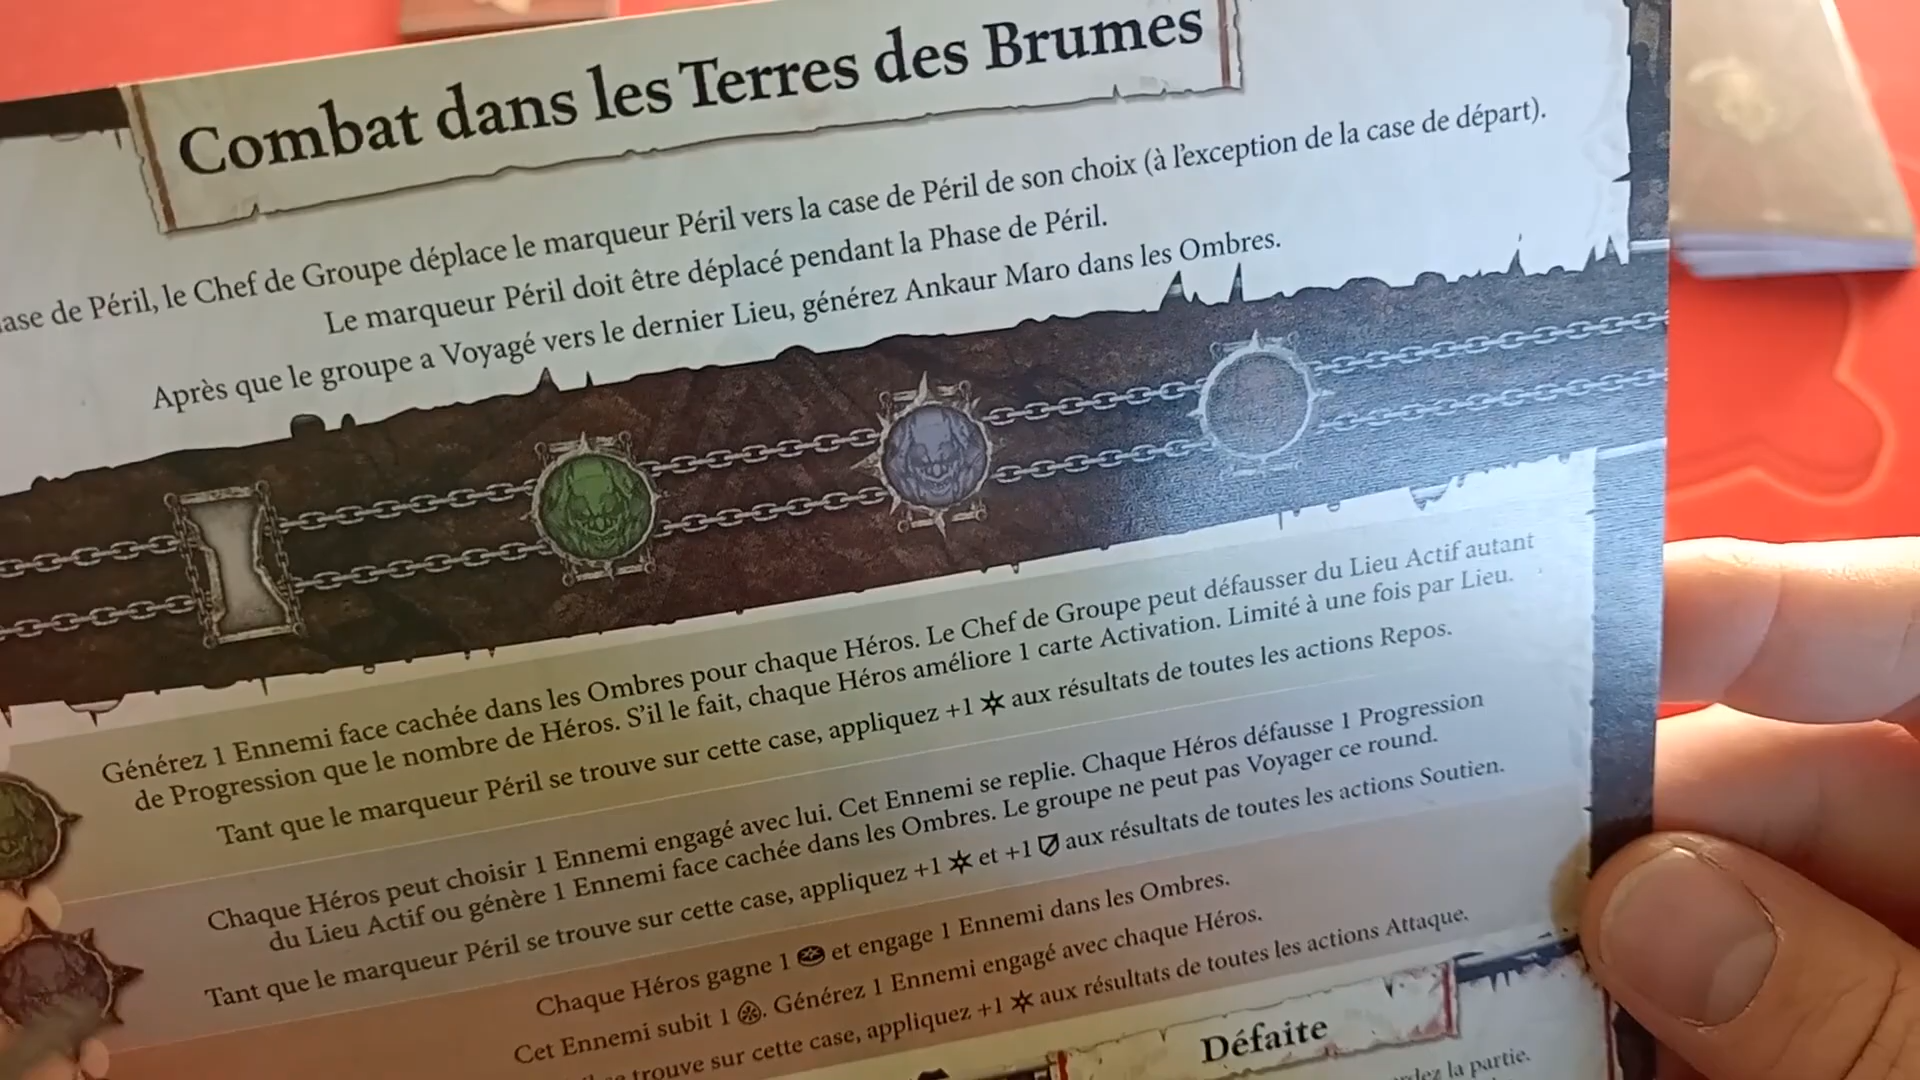 Combat dans les Terres des Brumes
de Péril, le Chef de Groupe déplace le marqueur Péril vers la case de Péril de son choix (à l'exception de la case de départ).
Le marqueur Péril doit être déplacé pendant la Phase de Péril.
Après que le groupe a Voyagé vers le dernier Lieu, générez Ankaur Maro dans les Ombres.
Générez 1 Ennemi face cachée dans les Ombres pour chaque Héros. Le Chef de Groupe peut défausser du Lieu Actif autant
de Progression que le nombre de Héros. S'il le fait, chaque Héros améliore 1 carte Activation. Limité à une fois par Lieu.
Tant que le marqueur Péril se trouve sur cette case, appliquez +1 aux résultats de toutes les actions Repos.
Chaque Héros peut choisir 1 Ennemi engagé avec lui. Cet Ennemi se replie. Chaque Héros défausse 1 Progression
du Lieu Actif ou génère 1 Ennemi face cachée dans les Ombres. Le groupe ne peut pas Voyager ce round.
Tant que le marqueur Péril se trouve sur cette case, appliquez +1 et +1 aux résultats de toutes les actions Soutien.
Chaque Héros gagne 1 et engage 1 Ennemi dans les Ombres.
Cet Ennemi subit 1 . Générez 1 Ennemi engagé avec chaque Héros.
trouve sur cette case, appliquez +1 aux résultats de toutes les actions Attaque.
Défaite
la partie.